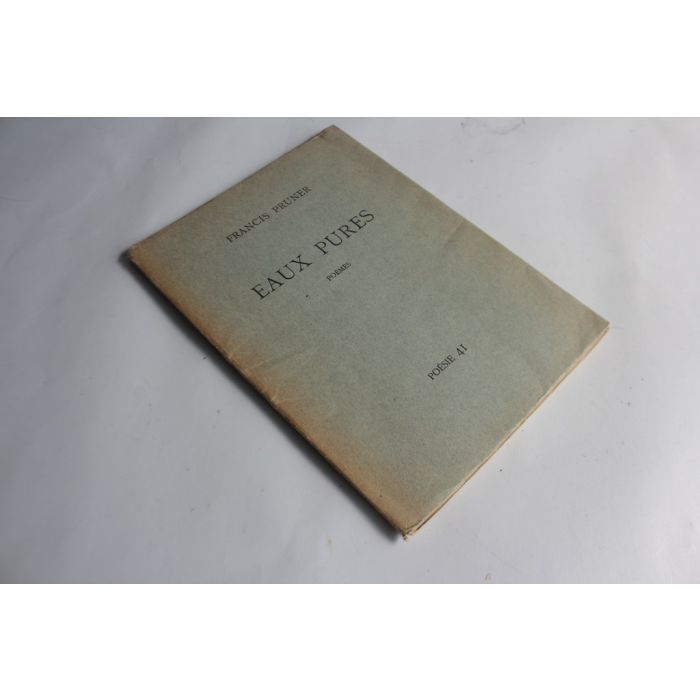 FRANCIS PRUNER
EAUX PURES
POÈMES
POÉSIE 41